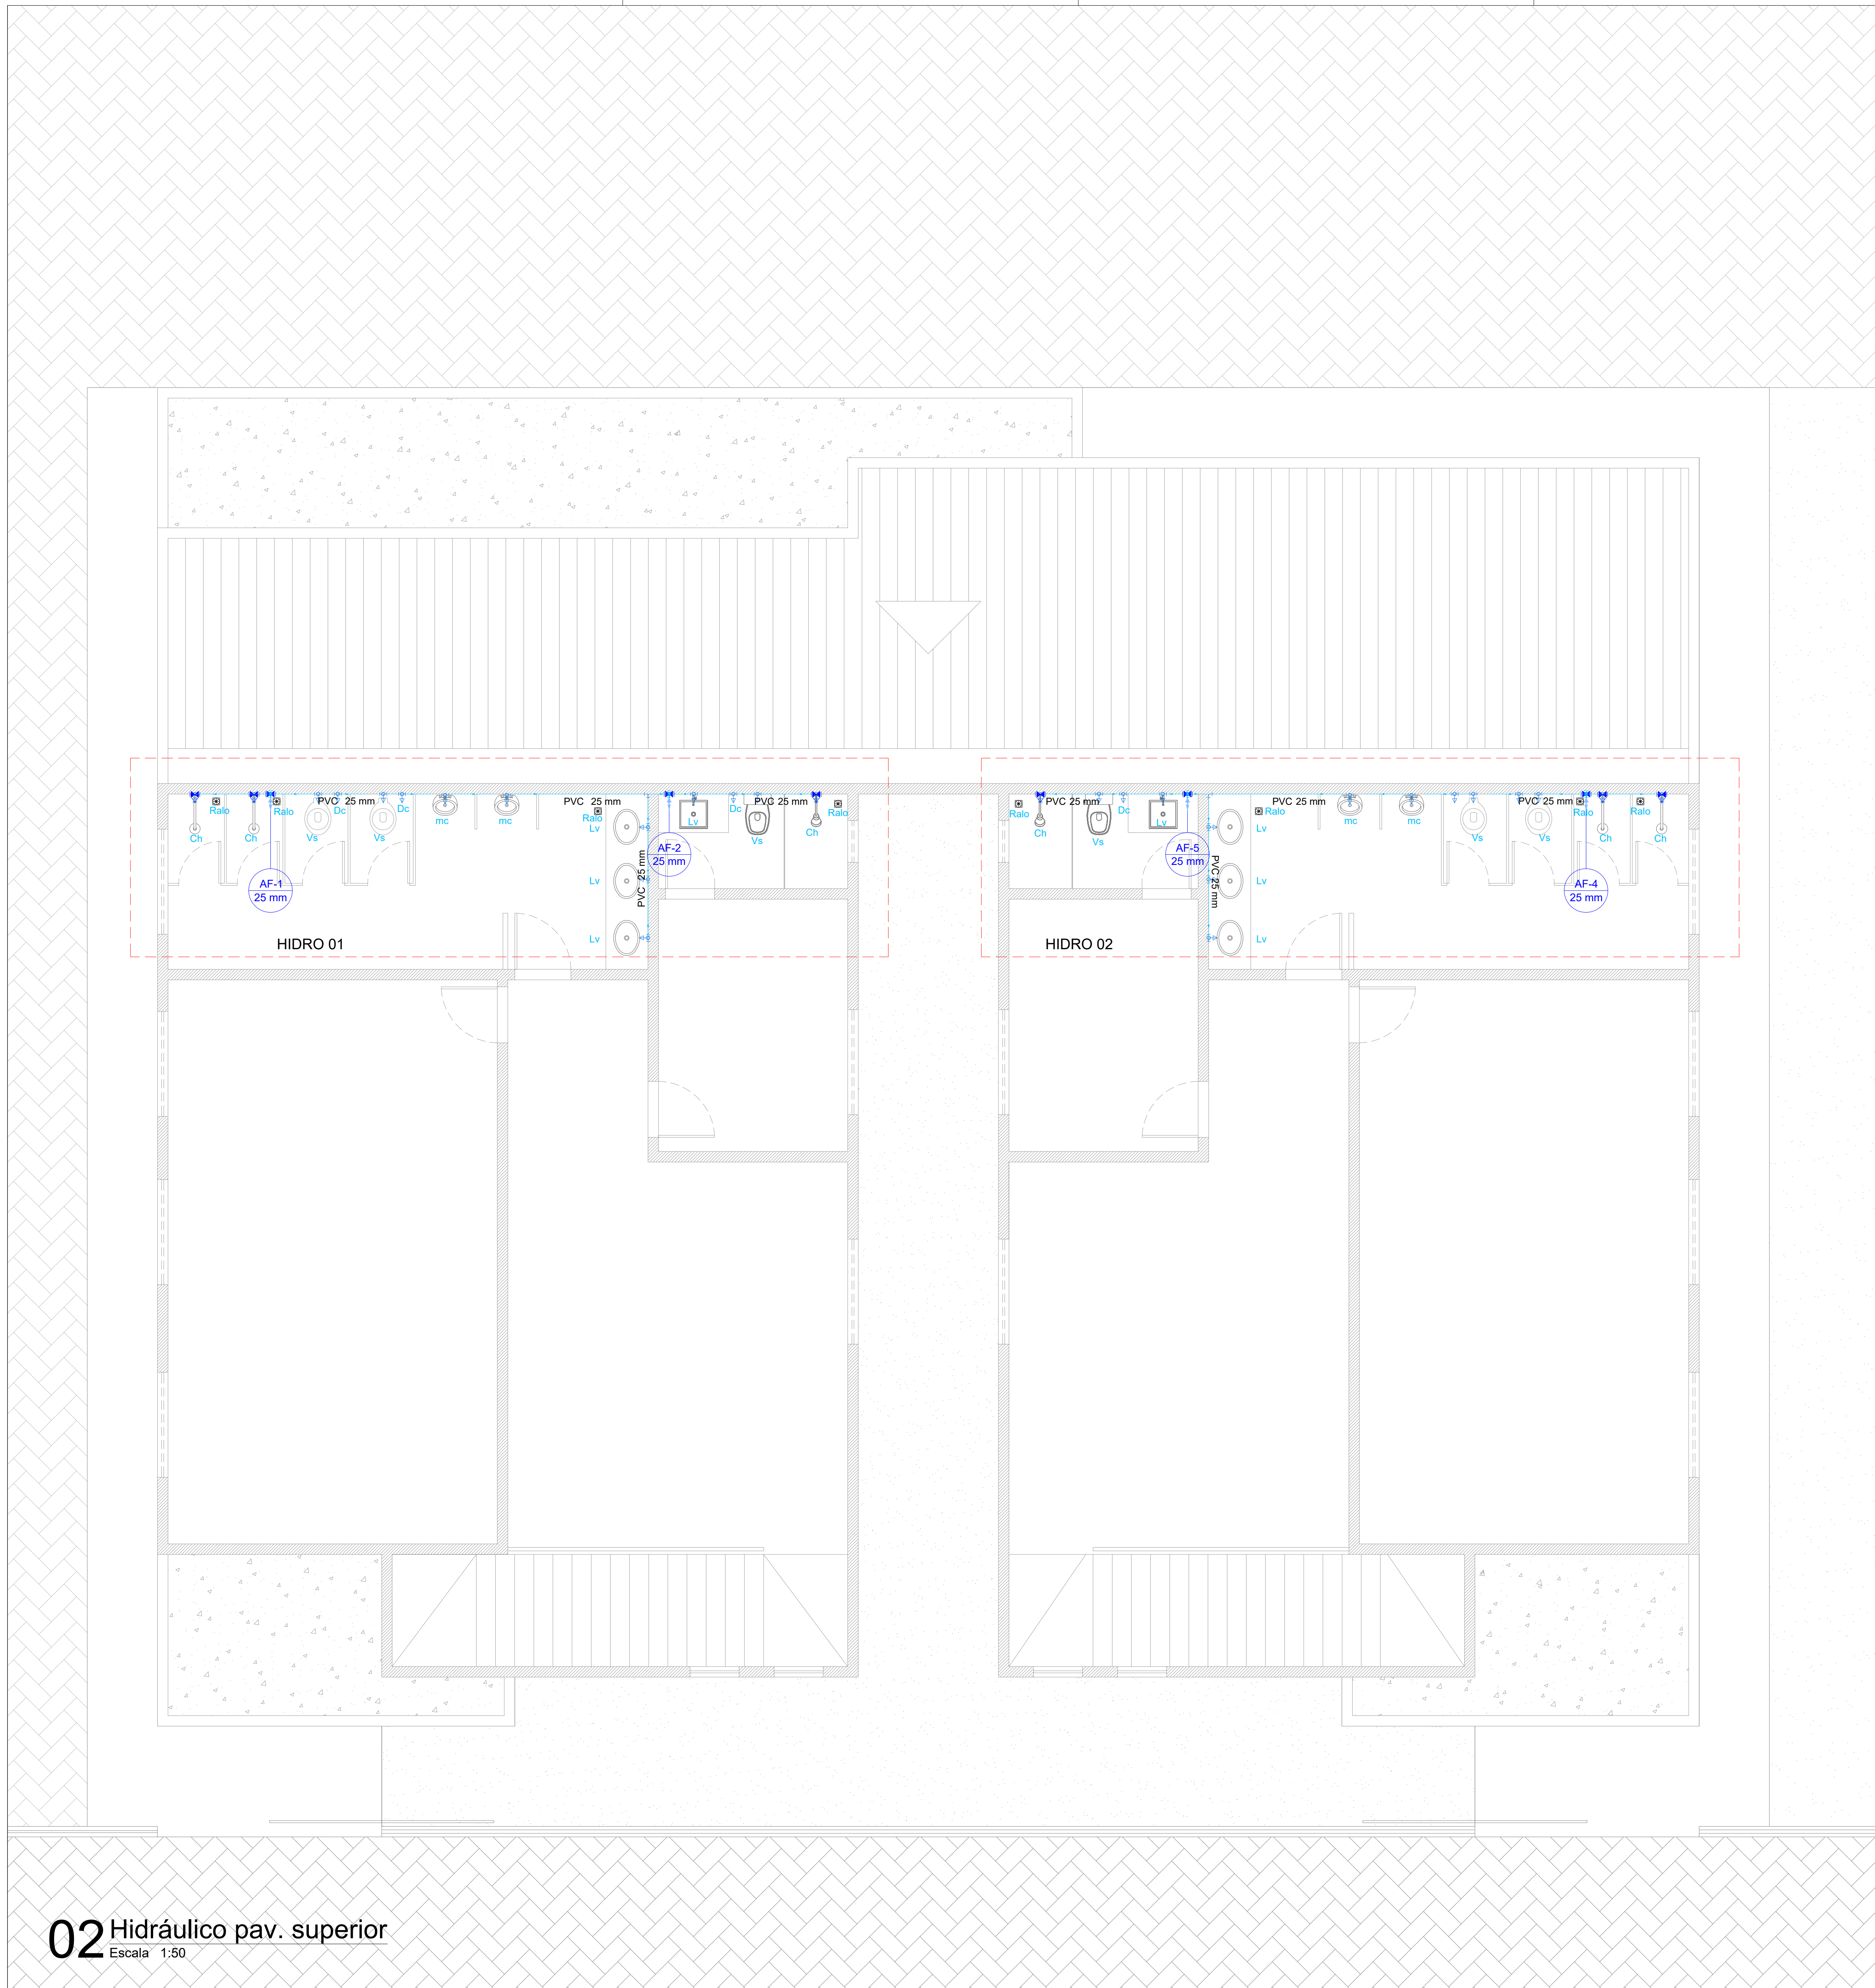 Ralo
Ralo
PVC 25 mm
Dc
Dc
mc
mc
PVC 25 mm
Ralo
Lv
Dc
PVC 25 mm
Ralo
Ch
Ch
Vs
Vs
Lv
Vs
Ch
AF-2
25 mm
PVC 25 mm
Lv
AF-1
25 mm
Lv
HIDRO 01
PVC 25 mm
Ralo
Dc
Ch
Vs
Lv
AF-5
25 mm
PVC 25 mm
Ralo
Lv
PVC 25 mm
mc
mc
PVC 25 mm
Ralo
Ralo
Vs
Vs
Ch
Ch
Lv
AF-4
25 mm
Lv
HIDRO 02
02 Hidráulico pav. superior
Escala 1:50